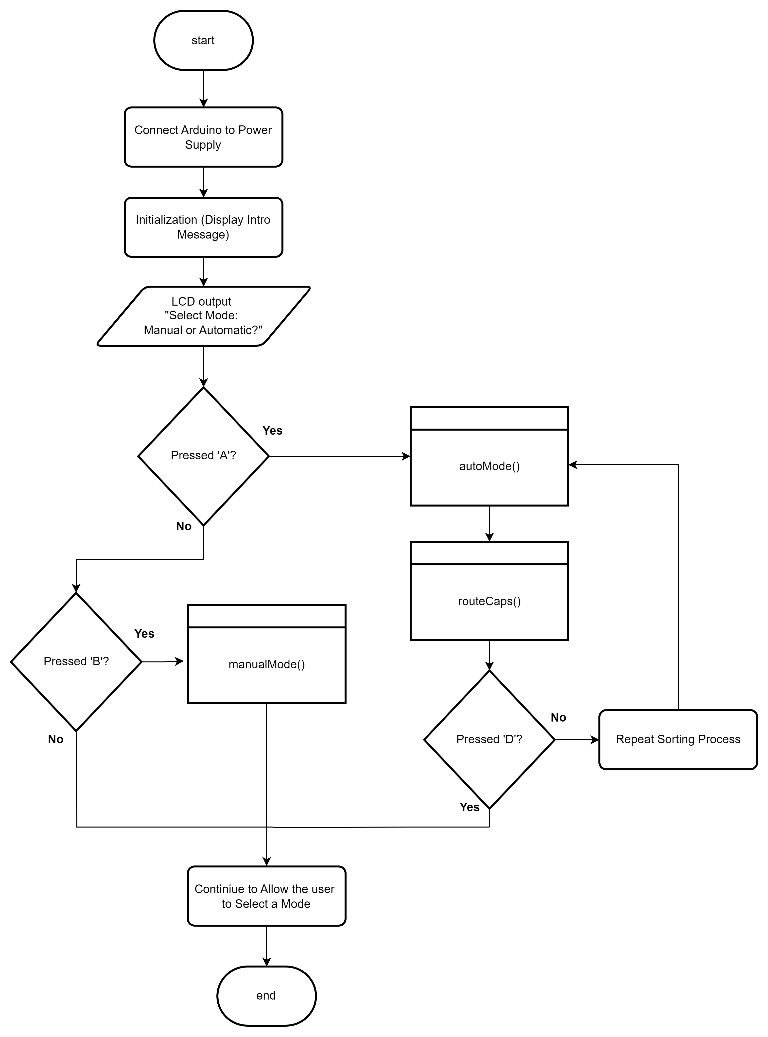 start
Connect Arduino to Power
Supply
Initialization (Display Intro
Message)
LCD output
"Select Mode:
Manual or Automatic?"
Pressed 'A'?
Yes
No
autoMode()
routeCaps()
Pressed 'B'?
Yes
No
manualMode()
Pressed 'D'?
No
Yes
Repeat Sorting Process
Continiue to Allow the user
to Select a Mode
end